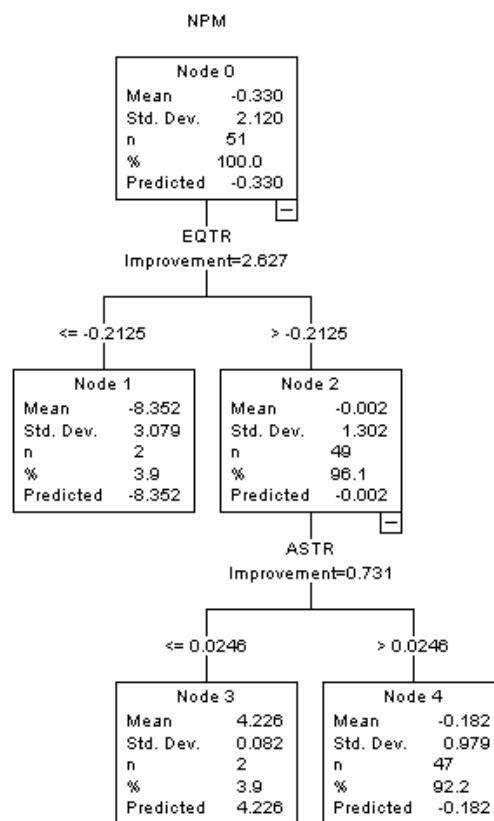 NPM
Node 0
Mean -0.330
Std. Dev. 2.120
n 51
% 100.0
Predicted -0.330
EQTR
Improvement=2.627
<= -0.2125
> -0.2125
Node 1
Mean -8.352
Std. Dev. 3.079
n 2
% 3.9
Predicted -8.352
Node 2
Mean -0.002
Std. Dev. 1.302
n 49
% 96.1
Predicted -0.002
ASTR
Improvement=0.731
<= 0.0246
> 0.0246
Node 3
Mean 4.226
Std. Dev. 0.082
n 2
% 3.9
Predicted 4.226
Node 4
Mean -0.182
Std. Dev. 0.979
n 47
% 92.2
Predicted -0.182